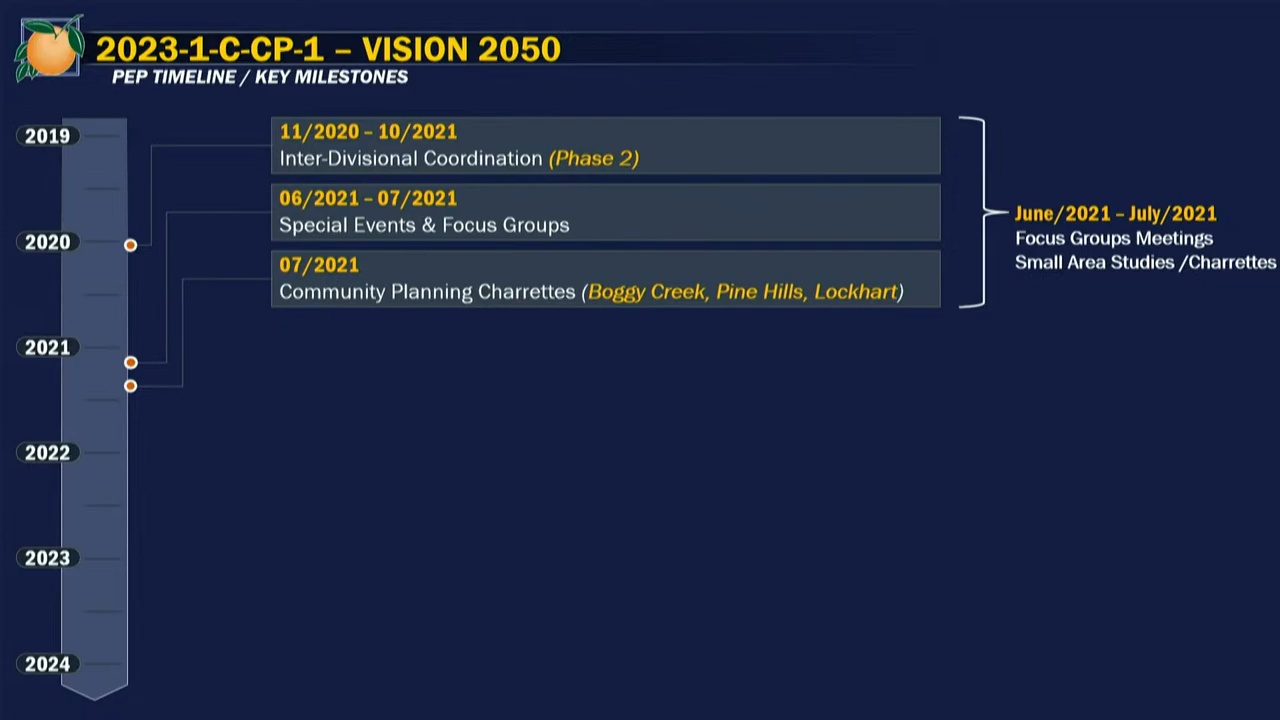 2023-1-C-CP-1 – VISION 2050
PEP TIMELINE / KEY MILESTONES
2019
2020
2021
2022
2023
2024
11/2020 – 10/2021
Inter-Divisional Coordination (Phase 2)
06/2021 – 07/2021
Special Events & Focus Groups
07/2021
Community Planning Charrettes (Boggy Creek, Pine Hills, Lockhart)
June/2021 – July/2021
Focus Groups Meetings
Small Area Studies /Charrettes